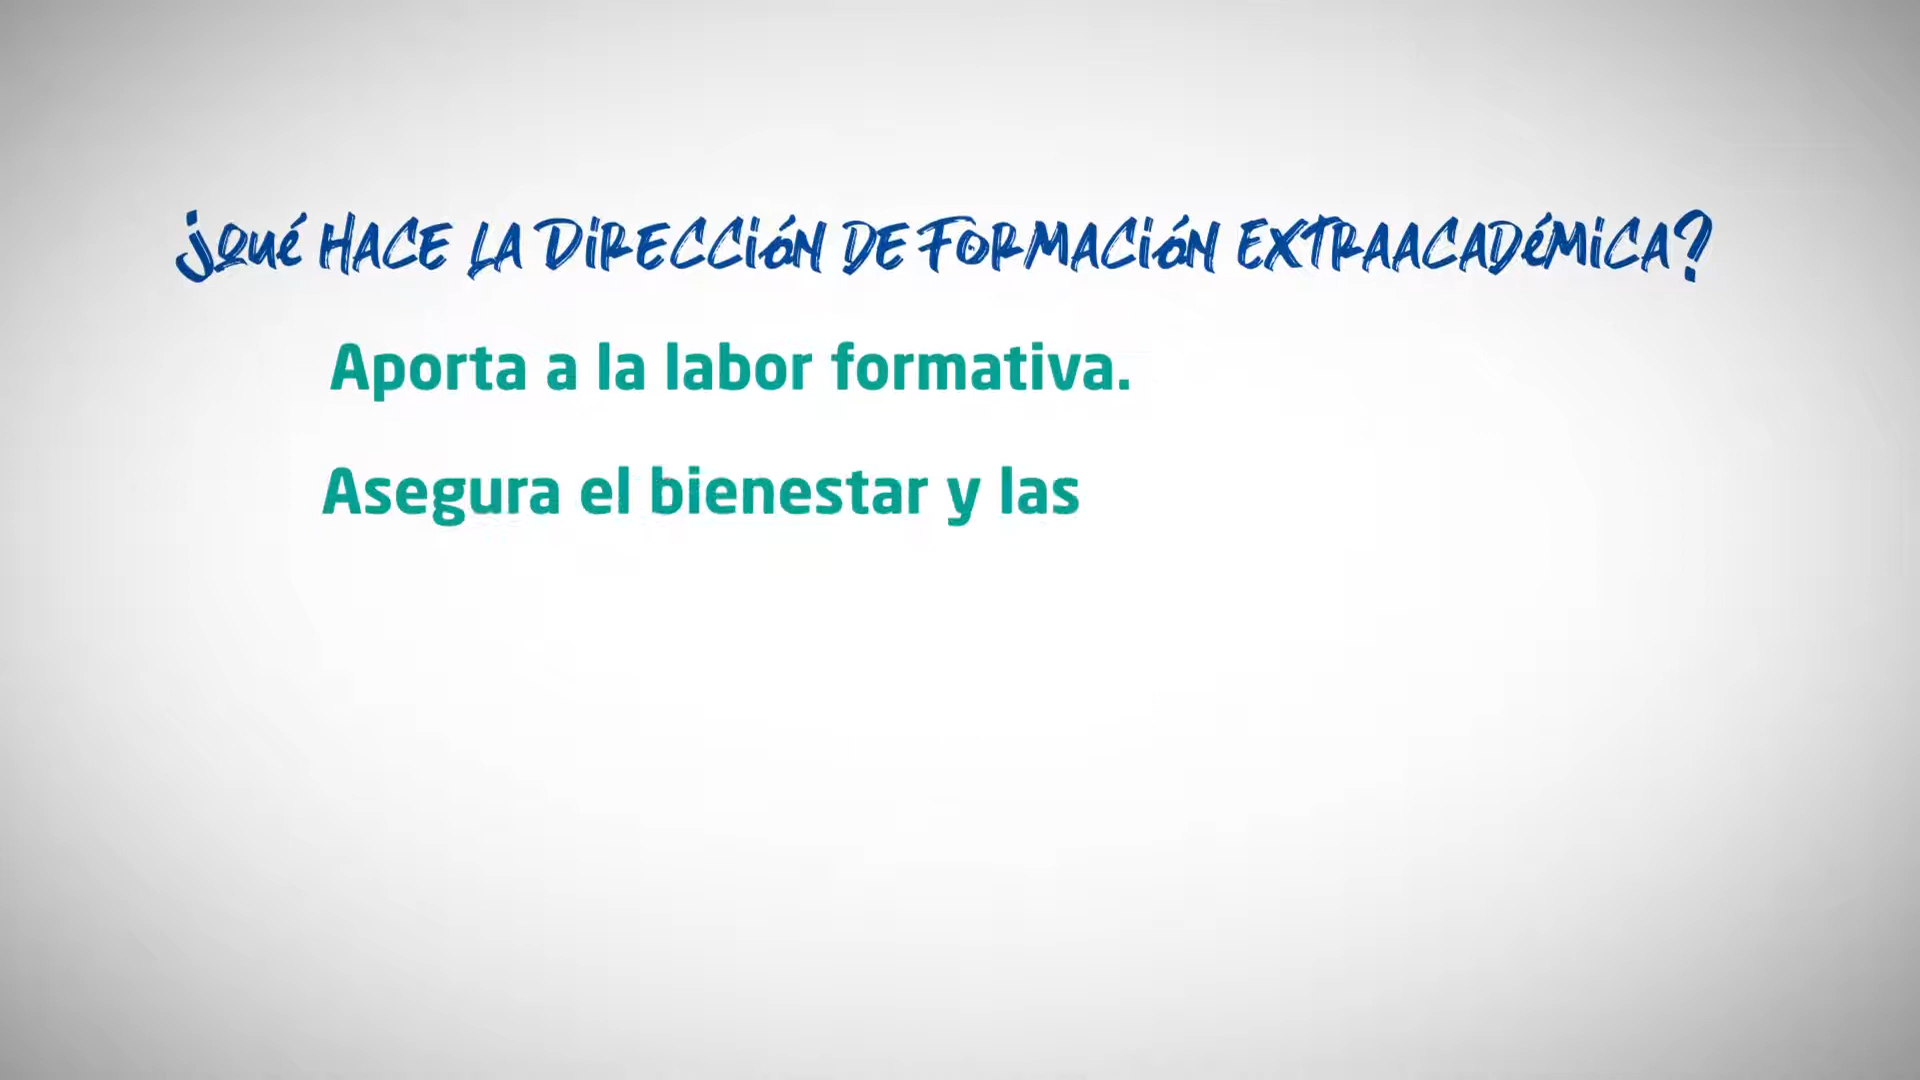 ¿Qué HACE LA DiRECCióN DE FORMACióN EXTRAACADéMiCA?
Aporta a la labor formativa.
Asegura el bienestar y las